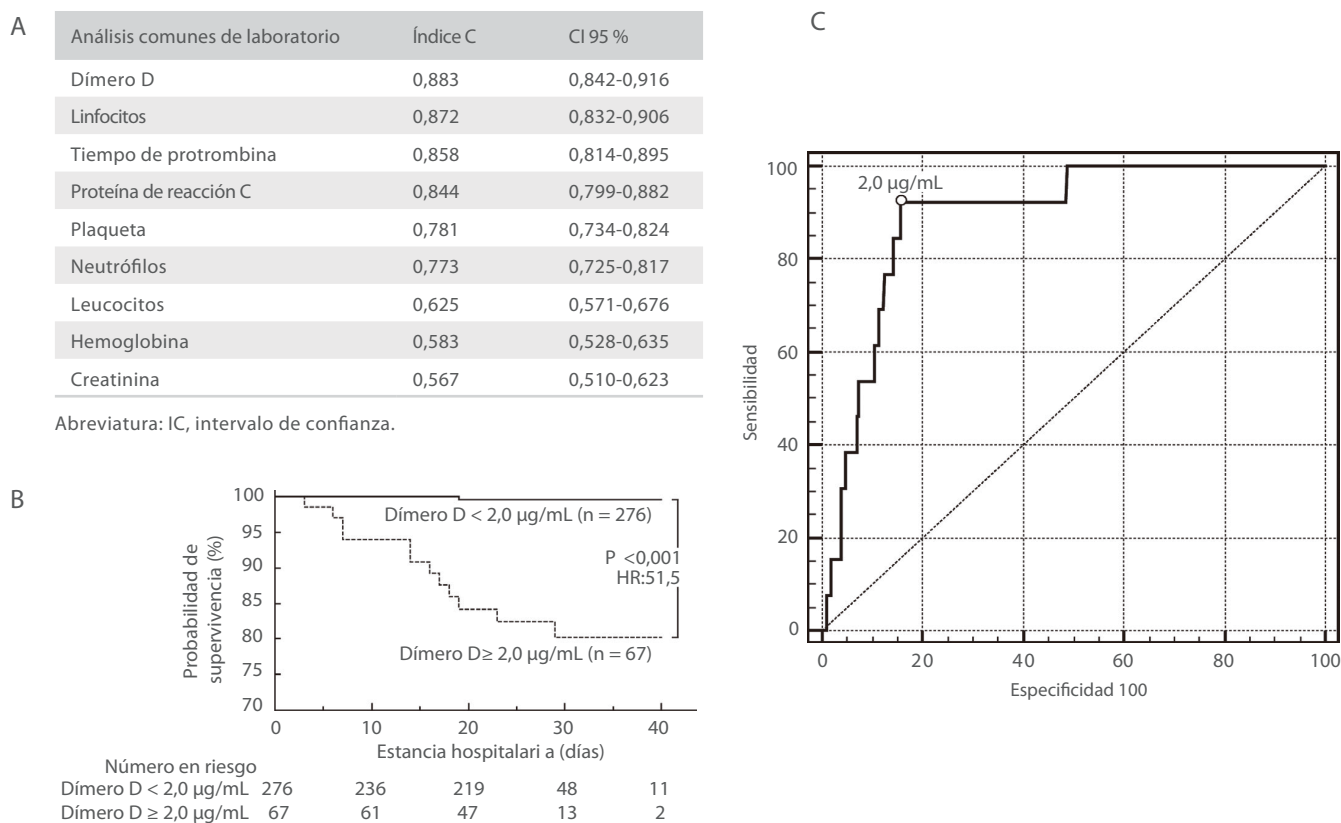 A
Análisis comunes de laboratorio Índice C CI 95 %
Dímero D 0,883 0,842-0,916
Linfocitos 0,872 0,832-0,906
Tiempo de protrombina 0,858 0,814-0,895
Proteína de reacción C 0,844 0,799-0,882
Plaqueta 0,781 0,734-0,824
Neutrófilos 0,773 0,725-0,817
Leucocitos 0,625 0,571-0,676
Hemoglobina 0,583 0,528-0,635
Creatinina 0,567 0,510-0,623
Abreviatura: IC, intervalo de confianza.
B
Probabilidad de
supervivencia (%)
100
95
90
85
80
75
70
Dímero D < 2,0 µg/mL (n = 276)
P <0,001
HR:51,5
Dímero D≥ 2,0 µg/mL (n = 67)
0 10 20 30 40
Estancia hospitalari a (días)
Número en riesgo
Dímero D < 2,0 µg/mL 276 236 219 48 11
Dímero D ≥ 2,0 µg/mL 67 61 47 13 2
C
Sensibilidad
100
80
60
40
20
0
2,0 µg/mL
0 20 40 60 80 100
Especificidad 100